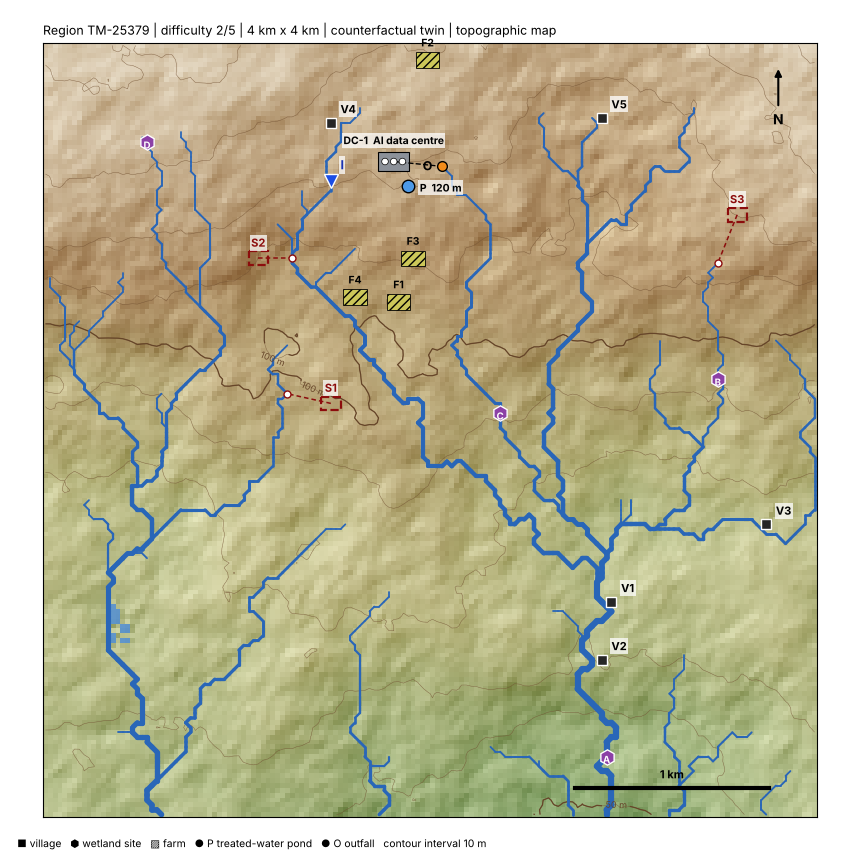 Region TM-25379 | difficulty 2/5 | 4 km x 4 km | counterfactual twin | topographic map
F2
V4
V5
N
D
DC-1 AI data centre
I
O
P 120 m
S3
S2
F3
F4
F1
100 m
100 m
S1
B
C
V3
V1
V2
A
1 km
village
wetland site
farm
P treated-water pond
O outfall
contour interval 10 m